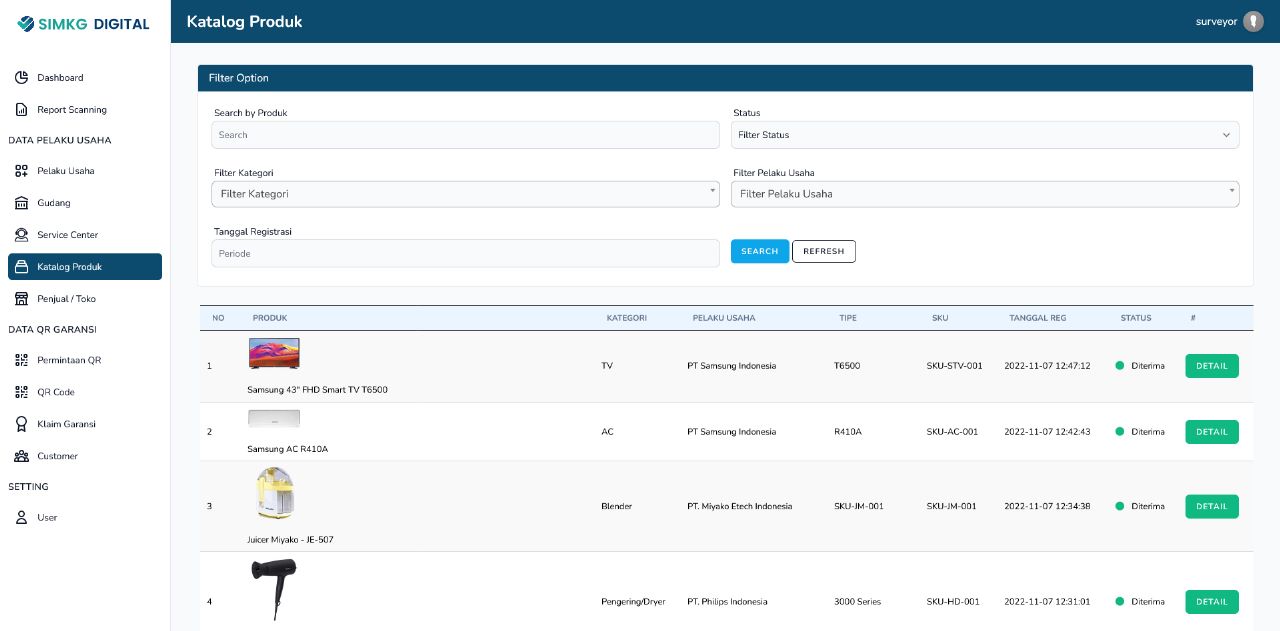 SIMKG DIGITAL
Katalog Produk
surveyor
Dashboard
Report Scanning
DATA PELAKU USAHA
Pelaku Usaha
Gudang
Service Center
Katalog Produk
Penjual / Toko
DATA QR GARANSI
Permintaan QR
QR Code
Klaim Garansi
Customer
SETTING
User
Filter Option
Search by Produk
Status
Search
Filter Status
Filter Kategori
Filter Pelaku Usaha
Filter Kategori
Filter Pelaku Usaha
Tanggal Registrasi
Periode
SEARCH
REFRESH
NO PRODUK KATEGORI PELAKU USAHA TIPE SKU TANGGAL REG STATUS #
1 TV PT Samsung Indonesia T6500 SKU-STV-001 2022-11-07 12:47:12 Diterima DETAIL
Samsung 43" FHD Smart TV T6500
2 AC PT Samsung Indonesia R410A SKU-AC-001 2022-11-07 12:42:43 Diterima DETAIL
Samsung AC R410A
3 Blender PT. Miyako Etech Indonesia SKU-JM-001 SKU-JM-001 2022-11-07 12:34:38 Diterima DETAIL
Juicer Miyako - JE-507
4 Pengering/Dryer PT. Philips Indonesia 3000 Series SKU-HD-001 2022-11-07 12:31:01 Diterima DETAIL